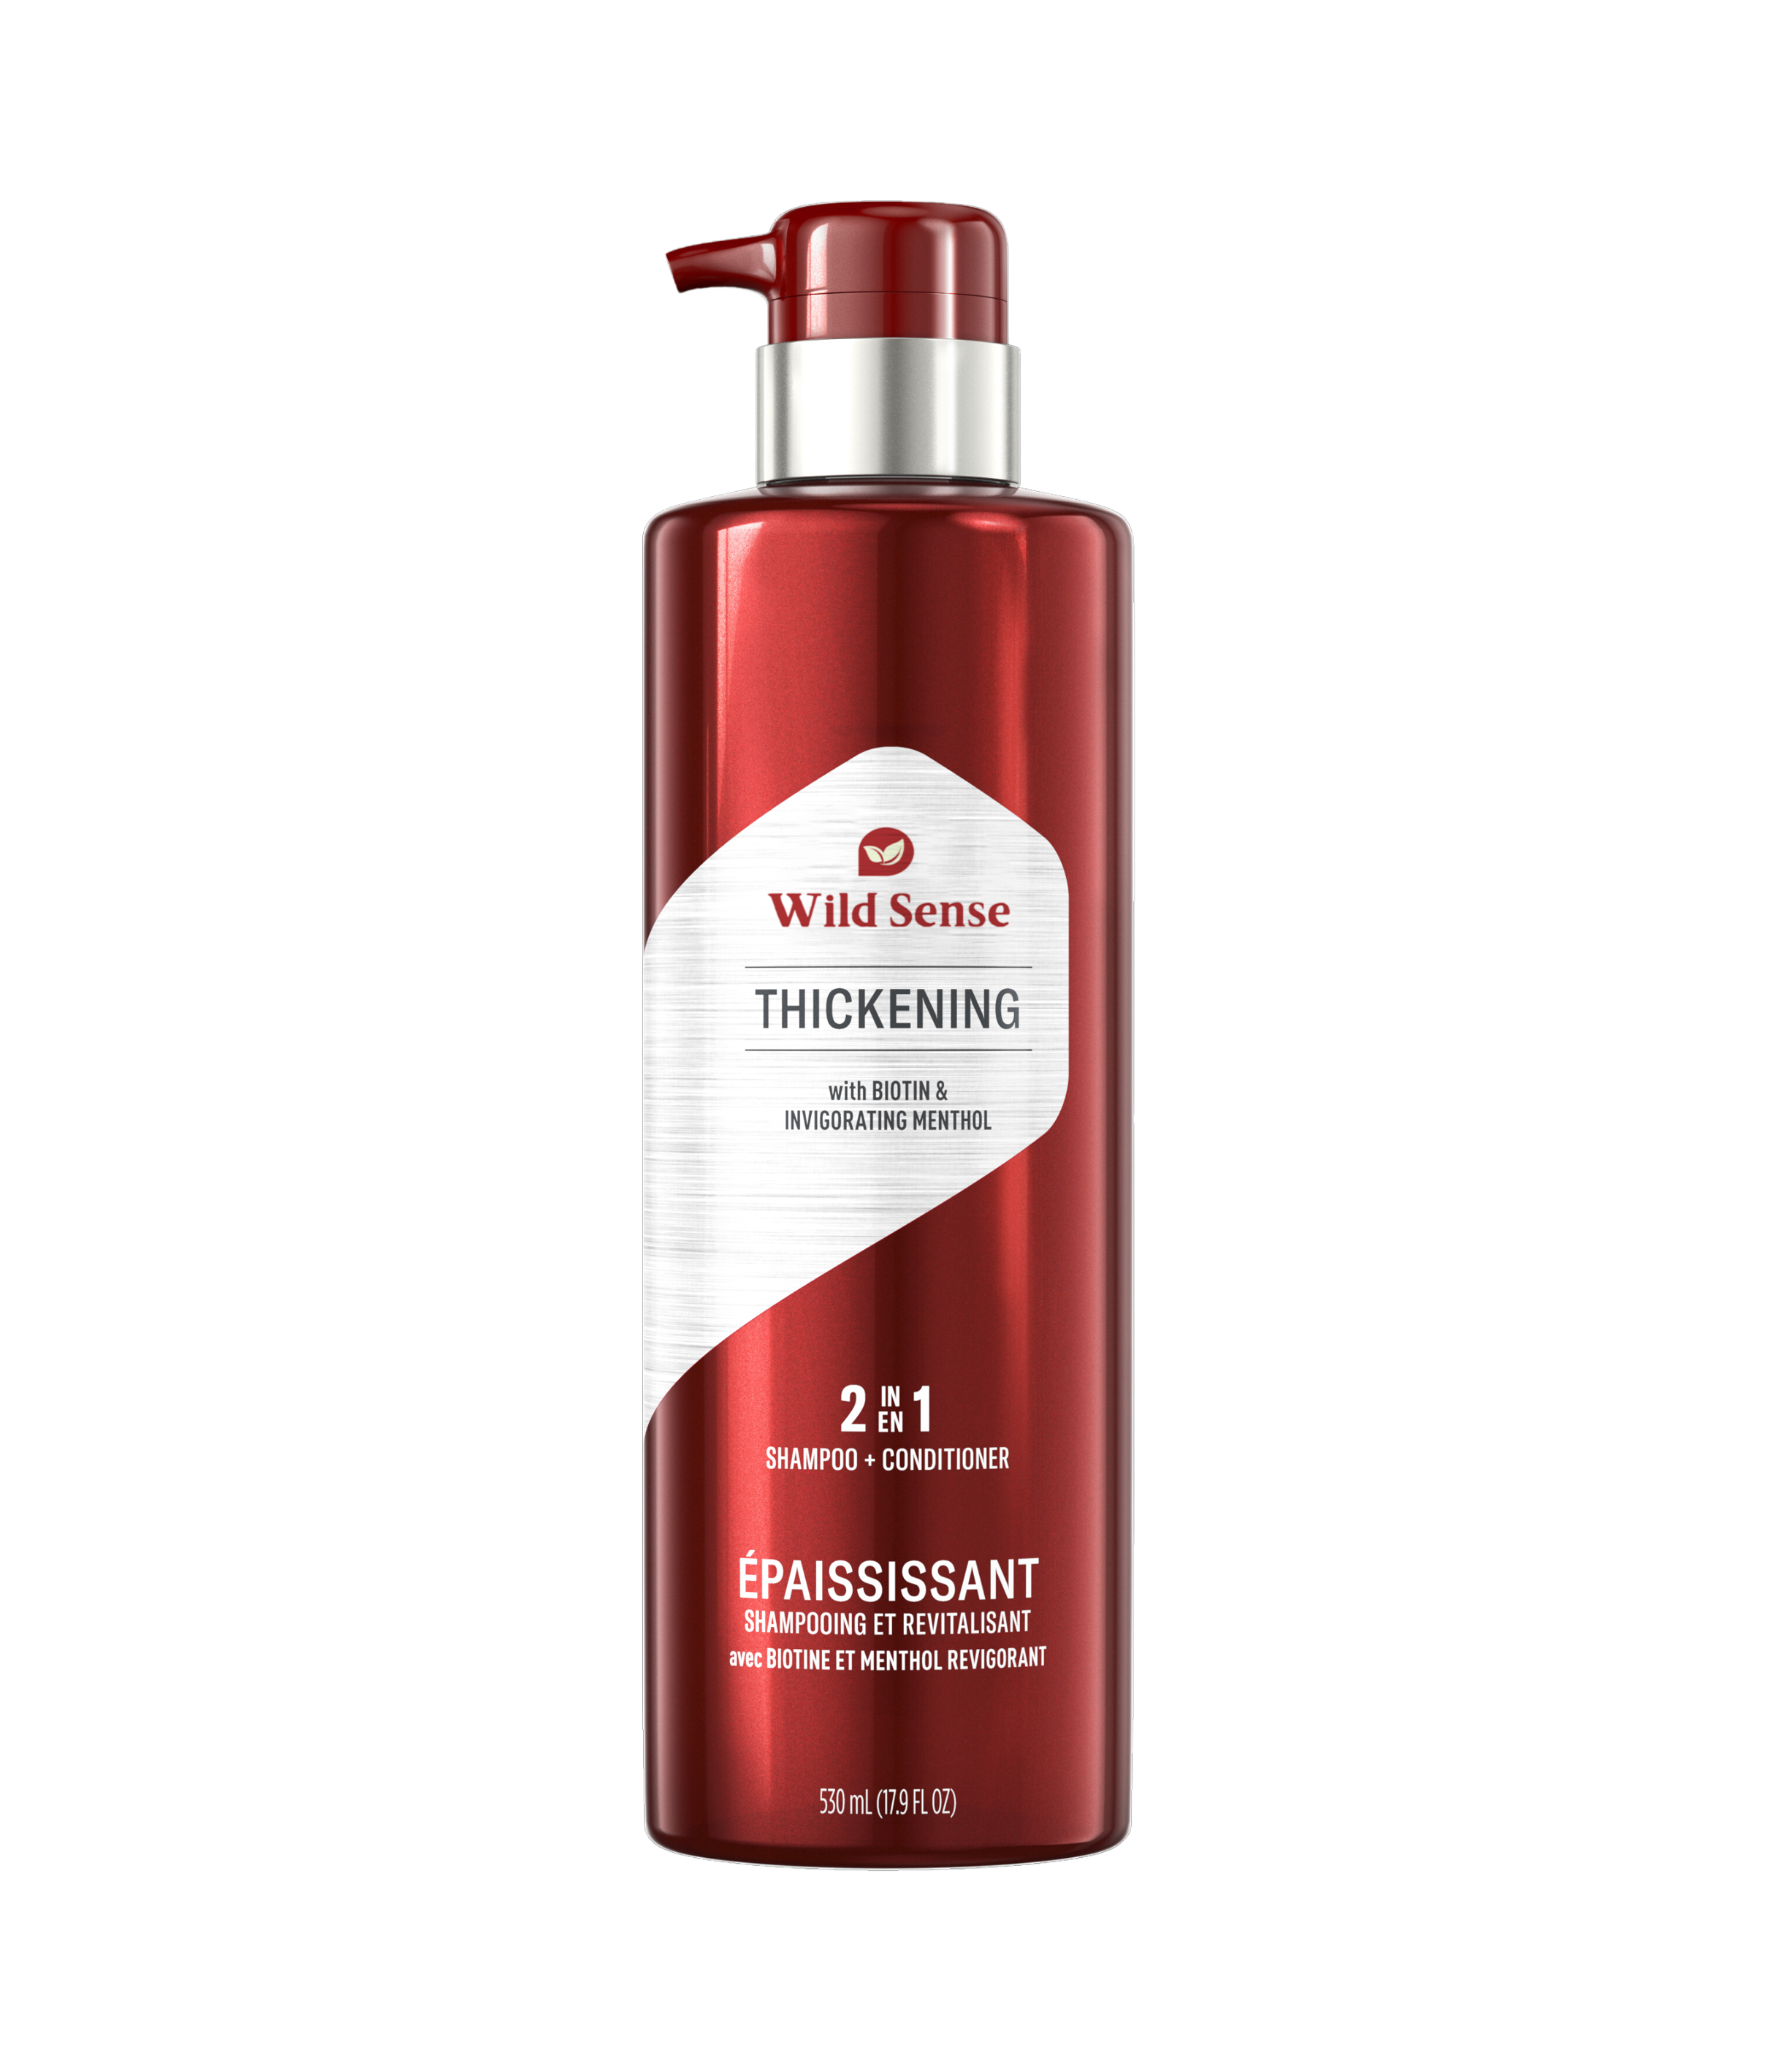 Wild Sense
THICKENING
with BIOTIN &
INVIGORATING MENTHOL
2 IN EN 1
SHAMPOO + CONDITIONER
ÉPAISSISSANT
SHAMPOOING ET REVITALISANT
avec BIOTINE ET MENTHOL REVIGORANT
530 mL (17.9 FL OZ)